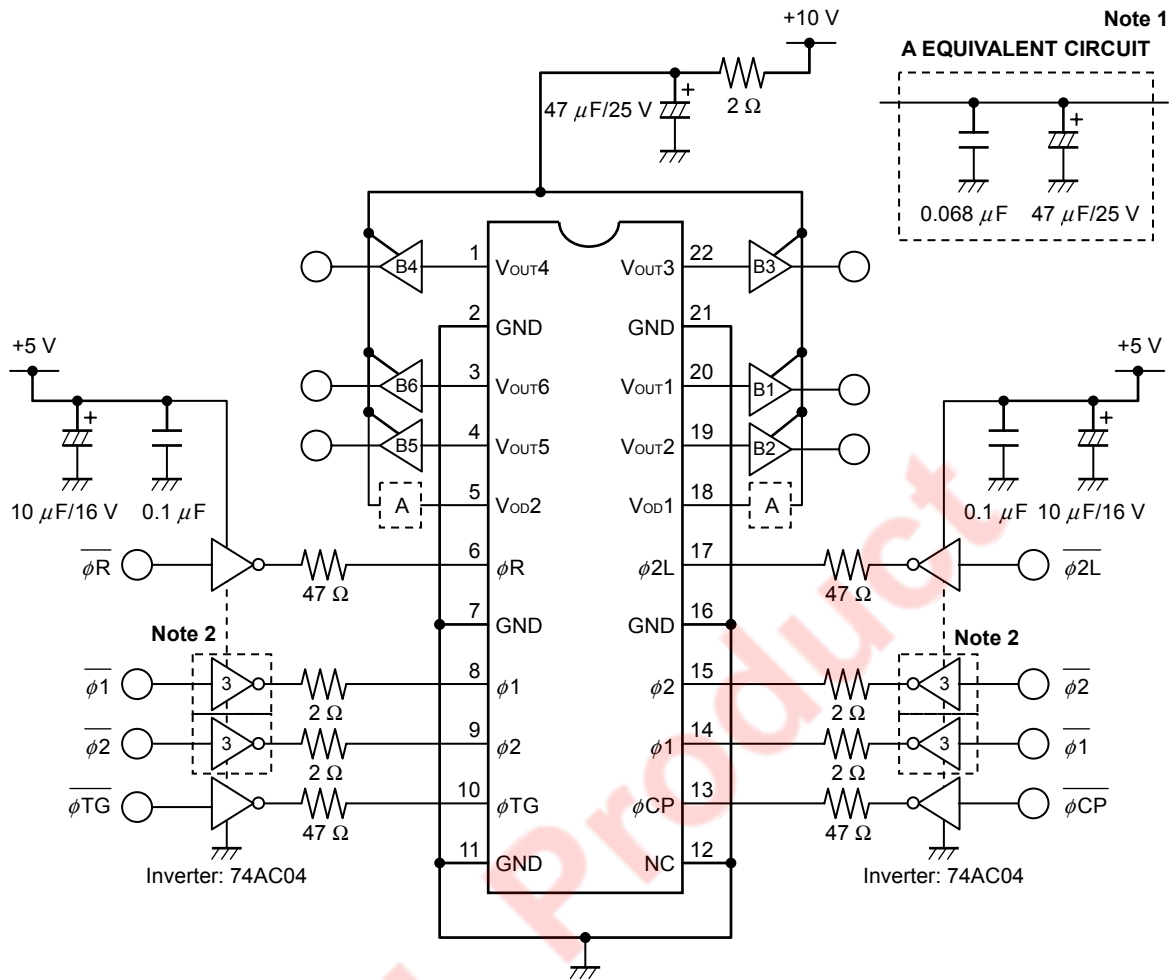 +10 V
Note 1
A EQUIVALENT CIRCUIT
47 μF/25 V
+
2 Ω
+
0.068 μF
47 μF/25 V
B4
1
VOUT4
VOUT3
22
B3
2
GND
GND
21
+5 V
+5 V
B6
3
VOUT6
VOUT1
20
B1
+
+
B5
4
VOUT5
VOUT2
19
B2
10 μF/16 V
0.1 μF
A
5
VOD2
VOD1
18
A
0.1 μF
10 μF/16 V
φR
47 Ω
6
φR
φ2L
17
47 Ω
φ2L
Note 2
7
GND
GND
16
Note 2
φ1
3
2 Ω
8
φ1
φ2
15
2 Ω
3
φ2
φ2
3
2 Ω
9
φ2
φ1
14
2 Ω
3
φ1
φTG
47 Ω
10
φTG
φCP
13
47 Ω
φCP
11
GND
NC
12
Inverter: 74AC04
Inverter: 74AC04
Product